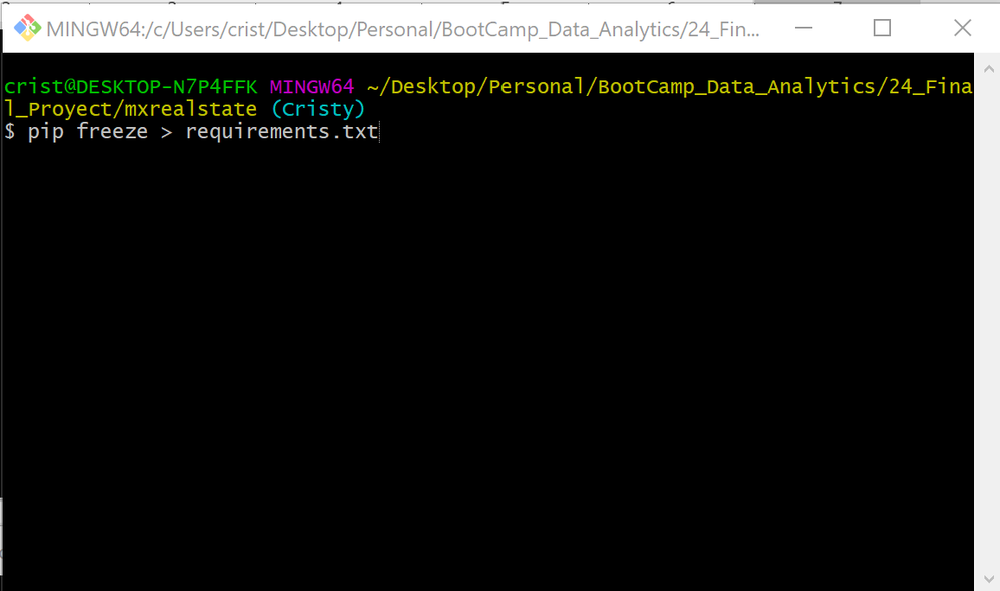 MINGW64:/c/Users/crist/Desktop/Personal/BootCamp_Data_Analytics/24_Fin...
crist@DESKTOP-N7P4FFK MINGW64 ~/Desktop/Personal/BootCamp_Data_Analytics/24_Fina
l_Proyect/mxrealstate (Cristy)
$ pip freeze > requirements.txt